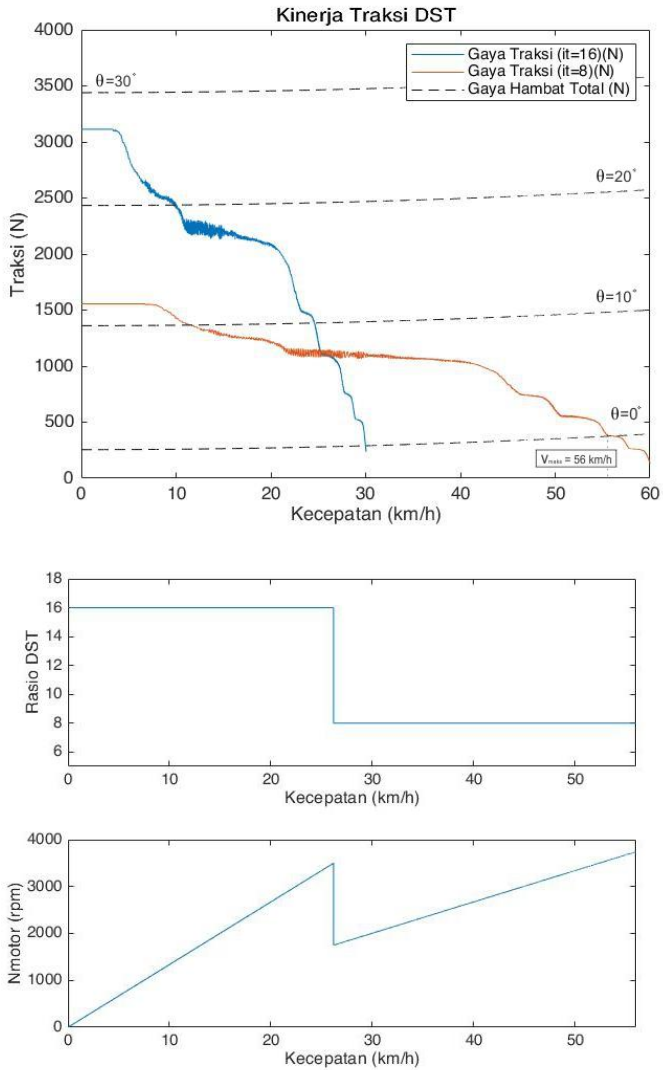 Kinerja Traksi DST
4000
3500
3000
2500
2000
1500
1000
500
0
Traksi (N)
θ=30°
θ=20°
θ=10°
θ=0°
Gaya Traksi (it=16)(N)
Gaya Traksi (it=8)(N)
Gaya Hambat Total (N)
Vmaks = 56 km/h
0 10 20 30 40 50 60
Kecepatan (km/h)
18
16
14
12
10
8
6
Rasio DST
0 10 20 30 40 50
Kecepatan (km/h)
4000
3000
2000
1000
0
Nmotor (rpm)
0 10 20 30 40 50
Kecepatan (km/h)